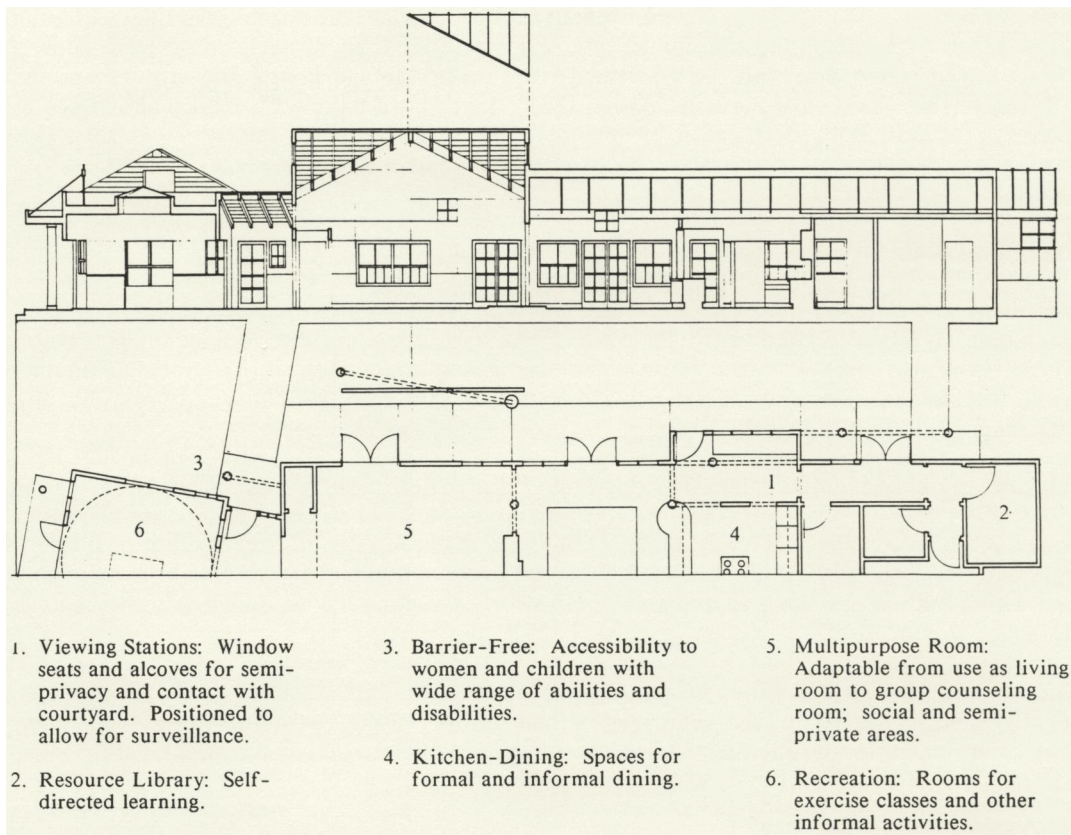 3
1
2
6
5
4
1. Viewing Stations: Window
seats and alcoves for semi-
privacy and contact with
courtyard. Positioned to
allow for surveillance.
2. Resource Library: Self-
directed learning.
3. Barrier-Free: Accessibility to
women and children with
wide range of abilities and
disabilities.
4. Kitchen-Dining: Spaces for
formal and informal dining.
5. Multipurpose Room:
Adaptable from use as living
room to group counseling
room; social and semi-
private areas.
6. Recreation: Rooms for
exercise classes and other
informal activities.